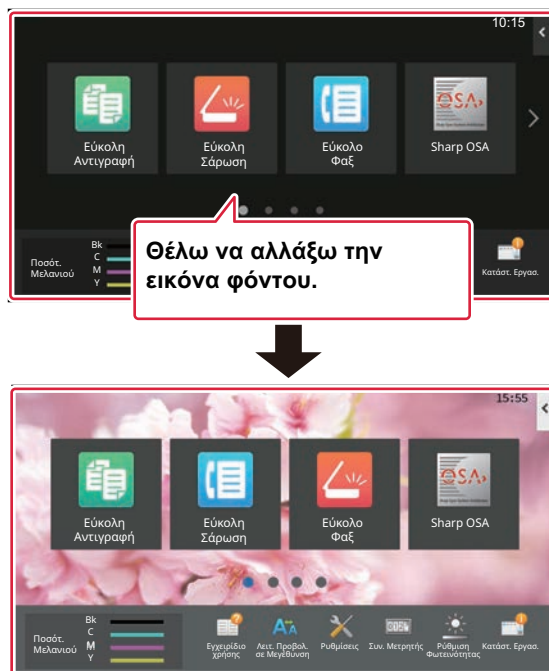 10:15
Εύκολη
Αντιγραφή
Εύκολη
Σάρωση
Εύκολο
Φαξ
OSA
Sharp OSA
Θέλω να αλλάξω την
εικόνα φόντου.
Ποσότ.
Μελανιού
Bk
C
M
Y
Κατάστ. Εργασ.
15:55
Εύκολη
Αντιγραφή
Εύκολη
Σάρωση
Εύκολο
Φαξ
OSA
Sharp OSA
Ποσότ.
Μελανιού
Bk
C
M
Y
Εγχειρίδιο
χρήσης
Λειτ. Προβολ.
σε Μεγέθυνση
Ρυθμίσεις
Συν. Μετρητής
Ρύθμιση
Φωτεινότητας
Κατάστ. Εργασ.